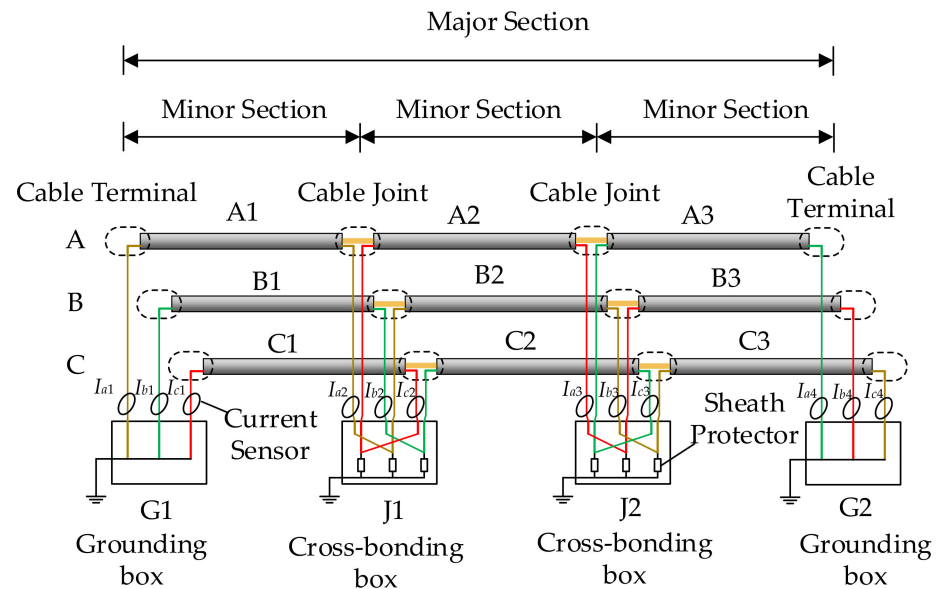 Major Section
Minor Section
Minor Section
Minor Section
Cable Terminal
Cable Joint
Cable Joint
Cable
Terminal
A
A1
A2
A3
B
B1
B2
B3
C
C1
C2
C3
Ia1
Ib1
Ic1
Ia2
Ib2
Ic2
Ia3
Ib3
Ic3
Ia4
Ib4
Ic4
Current
Sensor
Sheath
Protector
G1
J1
J2
G2
Grounding
box
Cross-bonding
box
Cross-bonding
box
Grounding
box